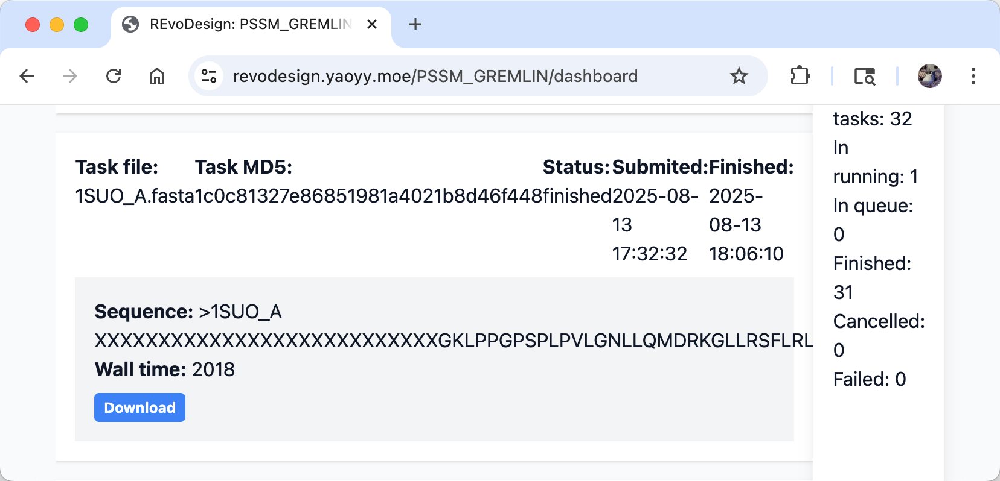 REvoDesign: PSSM_GREMLIN
revodesign.yaoyy.moe/PSSM_GREMLIN/dashboard
Task file: Task MD5: Status: Submited: Finished:
1SUO_A.fasta 1c0c81327e86851981a4021b8d46f448 finished 2025-08- 2025-
13 08-13
17:32:32 18:06:10
Sequence: >1SUO_A
XXXXXXXXXXXXXXXXXXXXXXXXXXXGKLPPGPSPLPVLGNLLQMDRKGLLRSFLRL
Wall time: 2018
Download
tasks: 32
In
running: 1
In queue:
0
Finished:
31
Cancelled:
0
Failed: 0